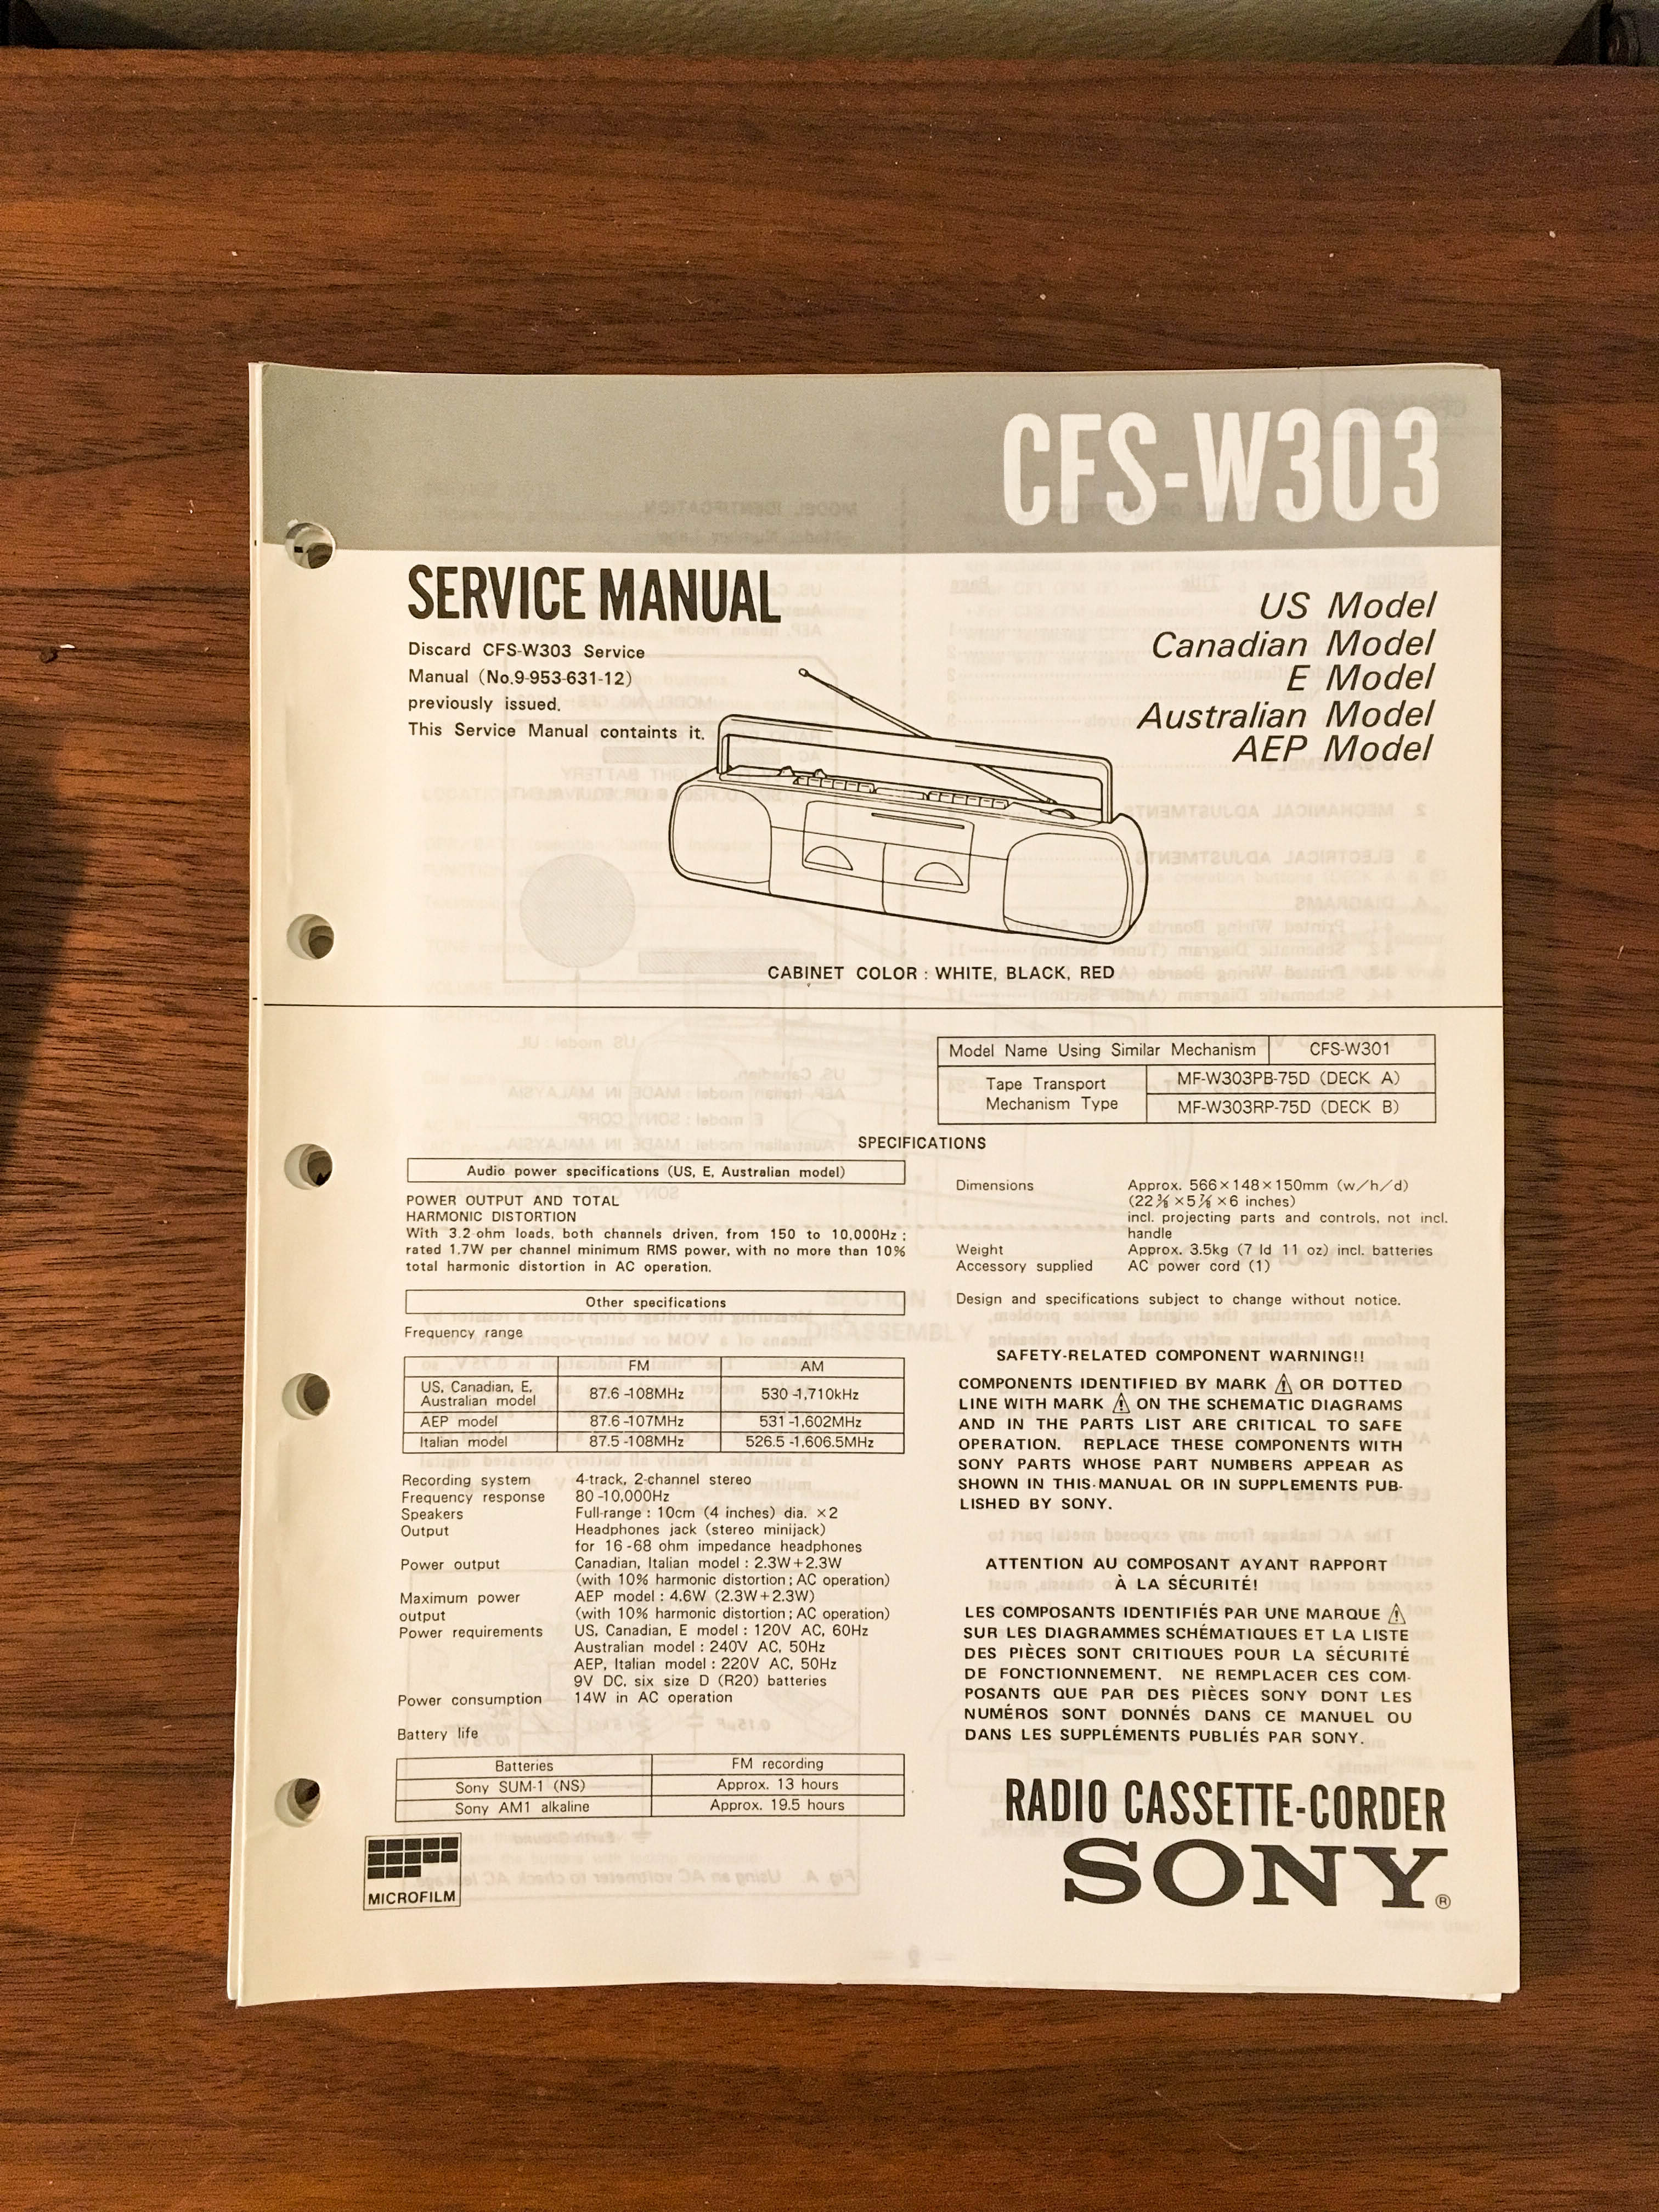 CFS-W303
SERVICE MANUAL
Discard CFS-W303 Service
Manual (No.9-953-631-12)
previously issued.
This Service Manual containts it.
US Model
Canadian Model
E Model
Australian Model
AEP Model
CABINET COLOR : WHITE, BLACK, RED
Model Name Using Similar Mechanism CFS-W301
Tape Transport
Mechanism Type
MF-W303PB-75D (DECK A)
MF-W303RP-75D (DECK B)
SPECIFICATIONS
Audio power specifications (US, E, Australian model)
POWER OUTPUT AND TOTAL
HARMONIC DISTORTION
With 3.2-ohm loads, both channels driven, from 150 to 10,000Hz ;
rated 1.7W per channel minimum RMS power, with no more than 10%
total harmonic distortion in AC operation.
Other specifications
Frequency range
FM AM
US, Canadian, E,
Australian model 87.6 -108MHz 530 -1,710kHz
AEP model 87.6 -107MHz 531 -1,602MHz
Italian model 87.5 -108MHz 526.5 -1,606.5MHz
Recording system 4-track, 2-channel stereo
Frequency response 80 -10,000Hz
Speakers Full-range : 10cm (4 inches) dia. ×2
Output Headphones jack (stereo minijack)
for 16 -68 ohm impedance headphones
Power output Canadian, Italian model : 2.3W+2.3W
(with 10% harmonic distortion ; AC operation)
Maximum power AEP model : 4.6W (2.3W+2.3W)
output (with 10% harmonic distortion ; AC operation)
Power requirements US, Canadian, E model : 120V AC, 60Hz
Australian model : 240V AC, 50Hz
AEP, Italian model : 220V AC, 50Hz
9V DC, six size D (R20) batteries
Power consumption 14W in AC operation
Battery life
Batteries FM recording
Sony SUM-1 (NS) Approx. 13 hours
Sony AM1 alkaline Approx. 19.5 hours
MICROFILM
Dimensions Approx. 566×148×150mm (w/h/d)
(22 3/8 ×5 7/8 ×6 inches)
incl. projecting parts and controls, not incl.
handle
Weight Approx. 3.5kg (7 ld 11 oz) incl. batteries
Accessory supplied AC power cord (1)
Design and specifications subject to change without notice.
SAFETY-RELATED COMPONENT WARNING!!
COMPONENTS IDENTIFIED BY MARK ⚠ OR DOTTED
LINE WITH MARK ⚠ ON THE SCHEMATIC DIAGRAMS
AND IN THE PARTS LIST ARE CRITICAL TO SAFE
OPERATION. REPLACE THESE COMPONENTS WITH
SONY PARTS WHOSE PART NUMBERS APPEAR AS
SHOWN IN THIS MANUAL OR IN SUPPLEMENTS PUB-
LISHED BY SONY.
ATTENTION AU COMPOSANT AYANT RAPPORT
À LA SÉCURITÉ!
LES COMPOSANTS IDENTIFIÉS PAR UNE MARQUE ⚠
SUR LES DIAGRAMMES SCHÉMATIQUES ET LA LISTE
DES PIÈCES SONT CRITIQUES POUR LA SÉCURITÉ
DE FONCTIONNEMENT. NE REMPLACER CES COM-
POSANTS QUE PAR DES PIÈCES SONY DONT LES
NUMÉROS SONT DONNÉS DANS CE MANUEL OU
DANS LES SUPPLÉMENTS PUBLIÉS PAR SONY.
RADIO CASSETTE-CORDER
SONY®